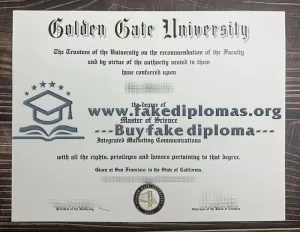 Golden Gate University
The Trustees of the University on the recommendation of the Faculty
and by virtue of the authority vested in them
have conferred upon
the degree of
www.fakediplomas.org
Master of Science
---Buy fake diploma---
Integrated Marketing Communications
with all the rights, privileges and honors pertaining to that degree.
Given at San Francisco in the State of California.